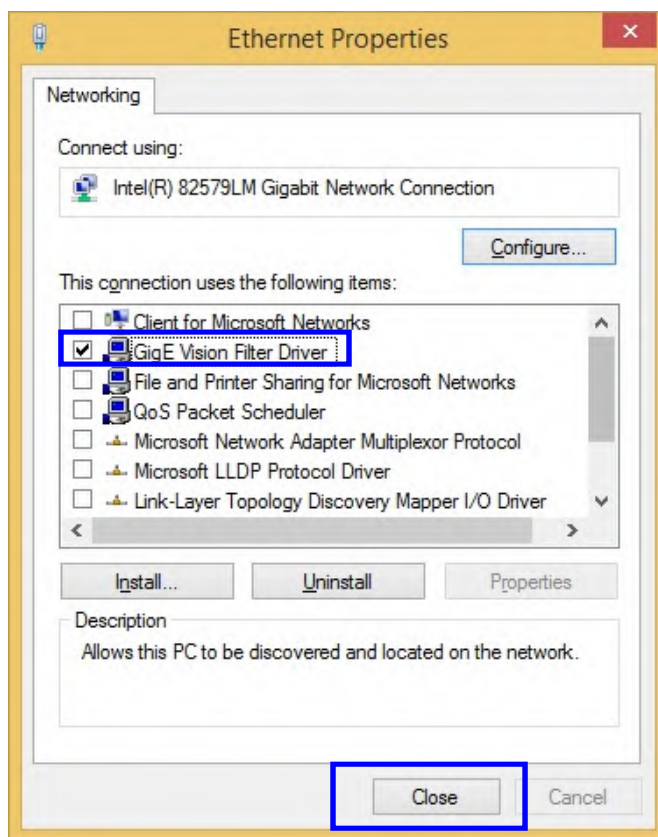 Ethernet Properties
Networking
Connect using:
Intel(R) 82579LM Gigabit Network Connection
Configure...
This connection uses the following items:
Client for Microsoft Networks
GigE Vision Filter Driver
File and Printer Sharing for Microsoft Networks
QoS Packet Scheduler
Microsoft Network Adapter Multiplexor Protocol
Microsoft LLDP Protocol Driver
Link-Layer Topology Discovery Mapper I/O Driver
Install... Uninstall Properties
Description
Allows this PC to be discovered and located on the network.
Close Cancel